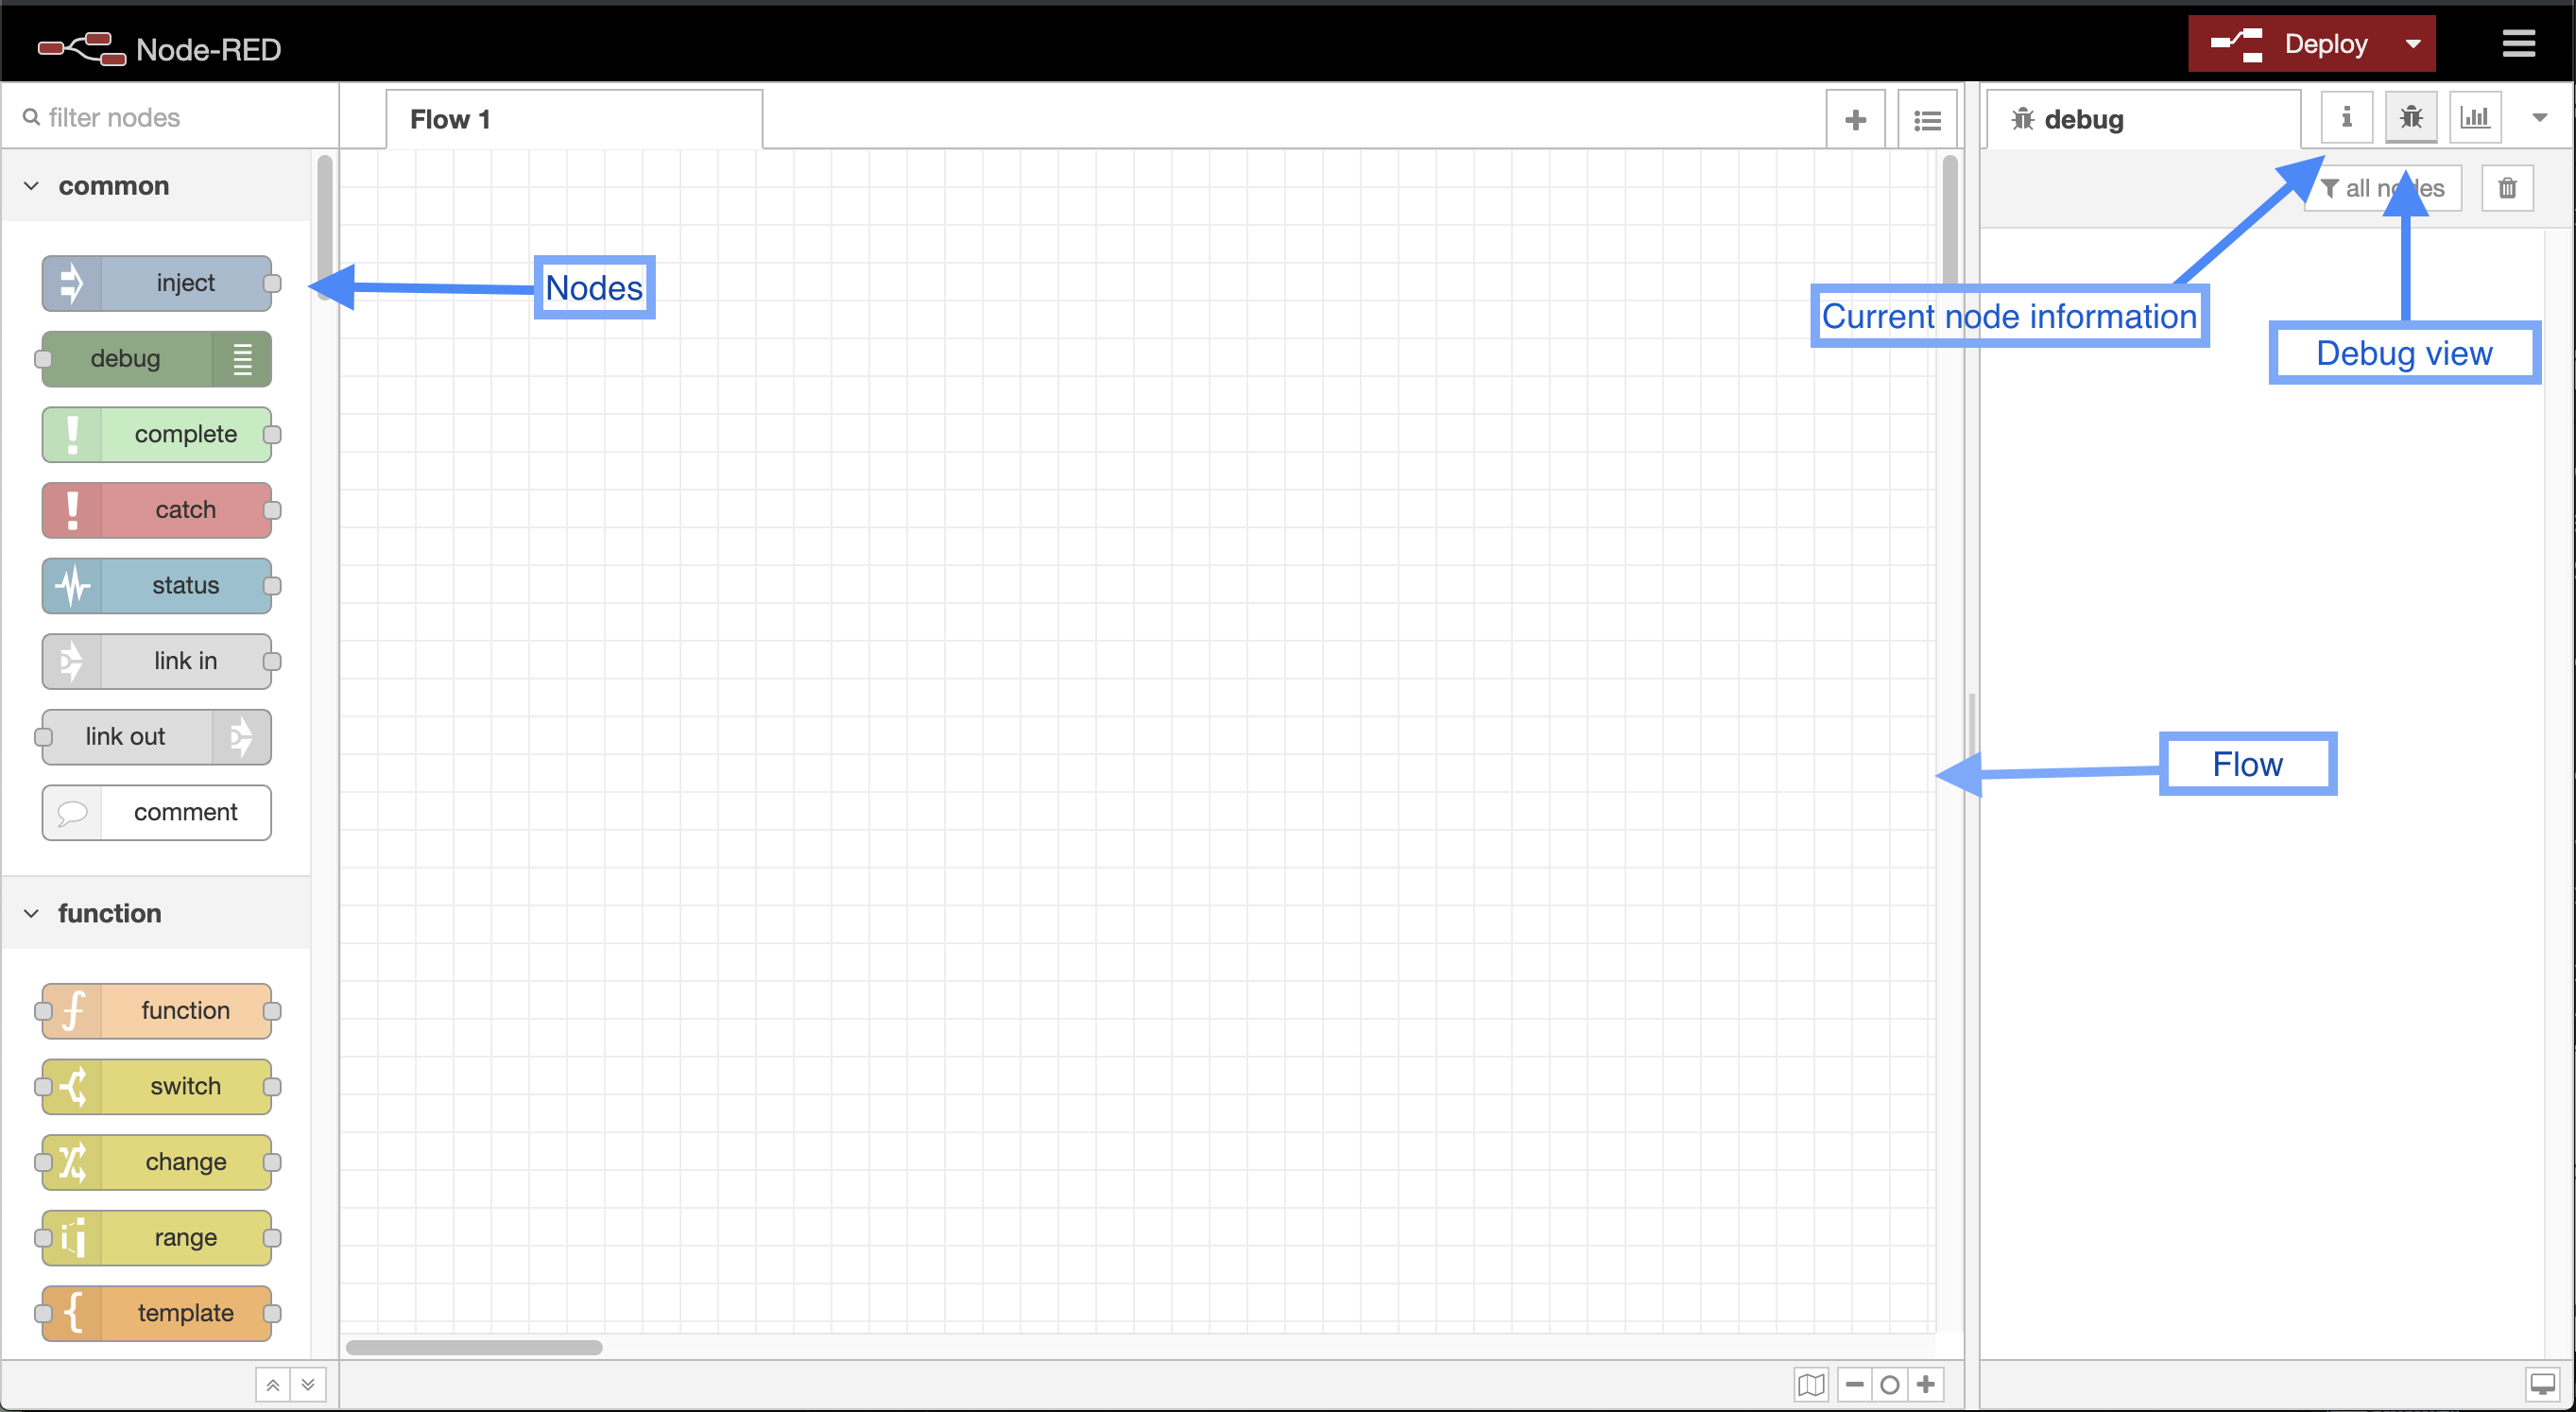 Node-RED
Deploy
filter nodes
Flow 1
debug
all nodes
common
inject
debug
complete
catch
status
link in
link out
comment
function
function
switch
change
range
template
Nodes
Current node information
Debug view
Flow